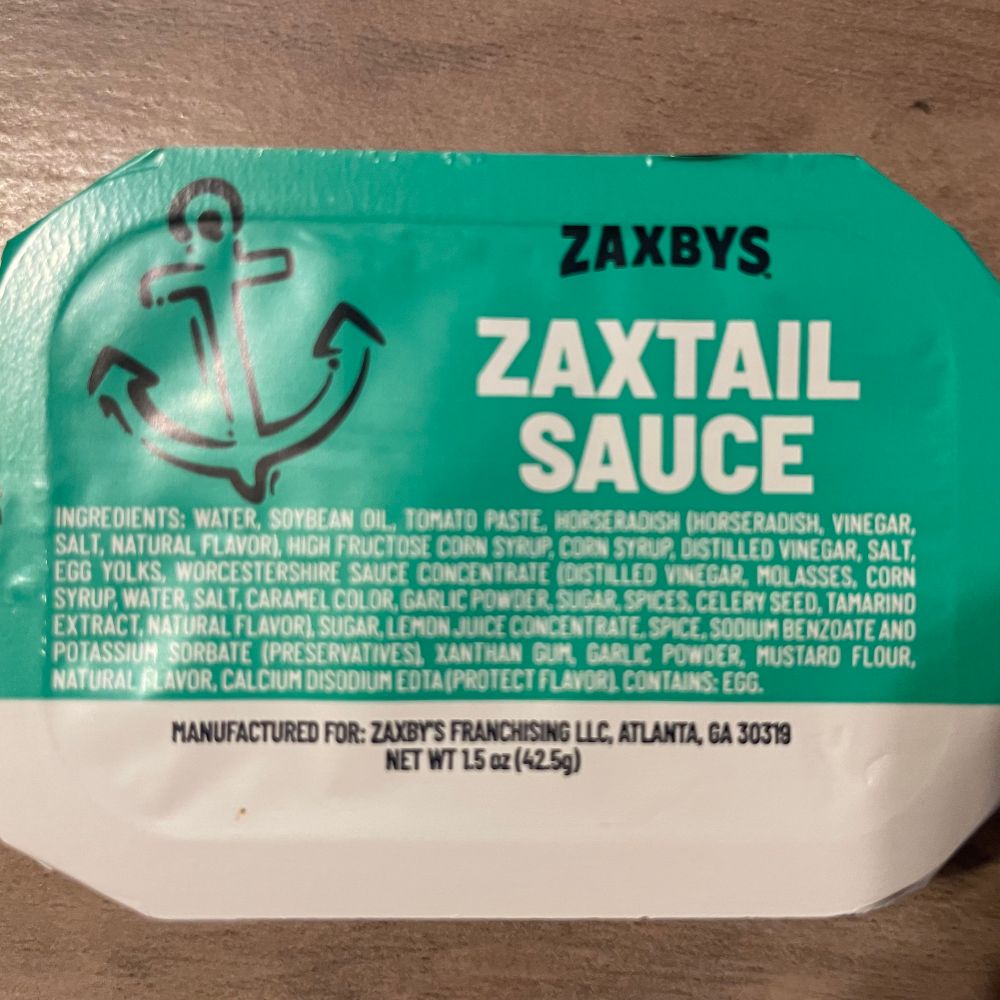 ZAXBYS
ZAXTAIL
SAUCE
INGREDIENTS: WATER, SOYBEAN OIL, TOMATO PASTE, HORSERADISH (HORSERADISH, VINEGAR,
SALT, NATURAL FLAVOR), HIGH FRUCTOSE CORN SYRUP, CORN SYRUP, DISTILLED VINEGAR, SALT,
EGG YOLKS, WORCESTERSHIRE SAUCE CONCENTRATE (DISTILLED VINEGAR, MOLASSES, CORN
SYRUP, WATER, SALT, CARAMEL COLOR, GARLIC POWDER, SUGAR, SPICES, CELERY SEED, TAMARIND
EXTRACT, NATURAL FLAVOR), SUGAR, LEMON JUICE CONCENTRATE, SPICE, SODIUM BENZOATE AND
POTASSIUM SORBATE (PRESERVATIVES), XANTHAN GUM, GARLIC POWDER, MUSTARD FLOUR,
NATURAL FLAVOR, CALCIUM DISODIUM EDTA (PROTECT FLAVOR). CONTAINS: EGG.
MANUFACTURED FOR: ZAXBY'S FRANCHISING LLC, ATLANTA, GA 30319
NET WT 1.5 oz (42.5g)